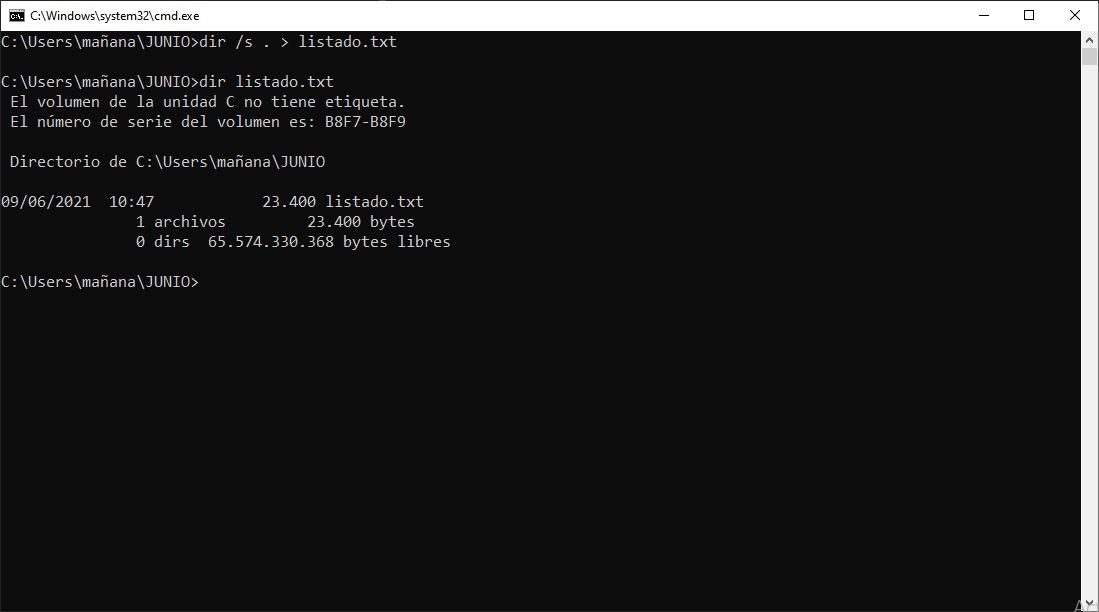 C:\Windows\system32\cmd.exe
C:\Users\mañana\JUNIO>dir /s . > listado.txt
C:\Users\mañana\JUNIO>dir listado.txt
El volumen de la unidad C no tiene etiqueta.
El número de serie del volumen es: B8F7-B8F9
Directorio de C:\Users\mañana\JUNIO
09/06/2021  10:47            23.400 listado.txt
1 archivos         23.400 bytes
0 dirs  65.574.330.368 bytes libres
C:\Users\mañana\JUNIO>